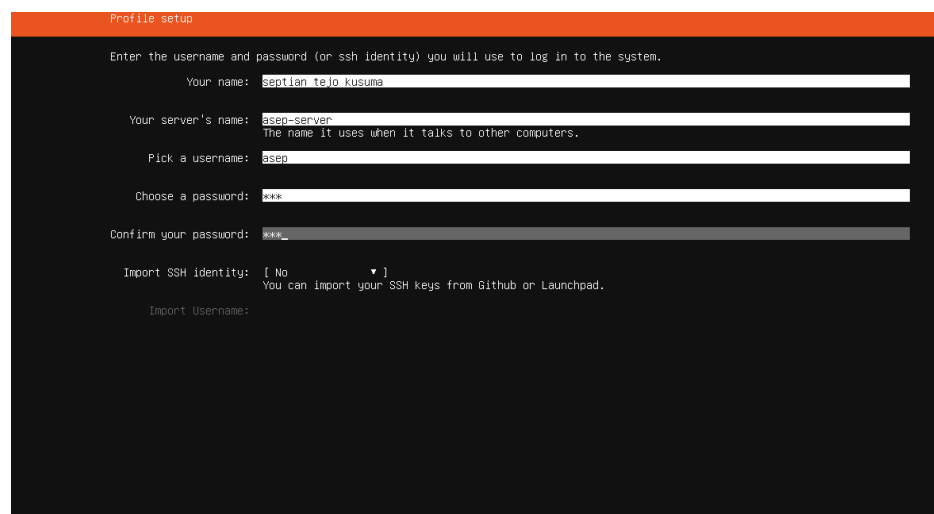 Profile setup
Enter the username and password (or ssh identity) you will use to log in to the system.
Your name: septian tejo kusuma
Your server's name: asep-server
The name it uses when it talks to other computers.
Pick a username: asep
Choose a password: ***
Confirm your password: ***_
Import SSH identity: [ No ▾ ]
You can import your SSH keys from Github or Launchpad.
Import Username: